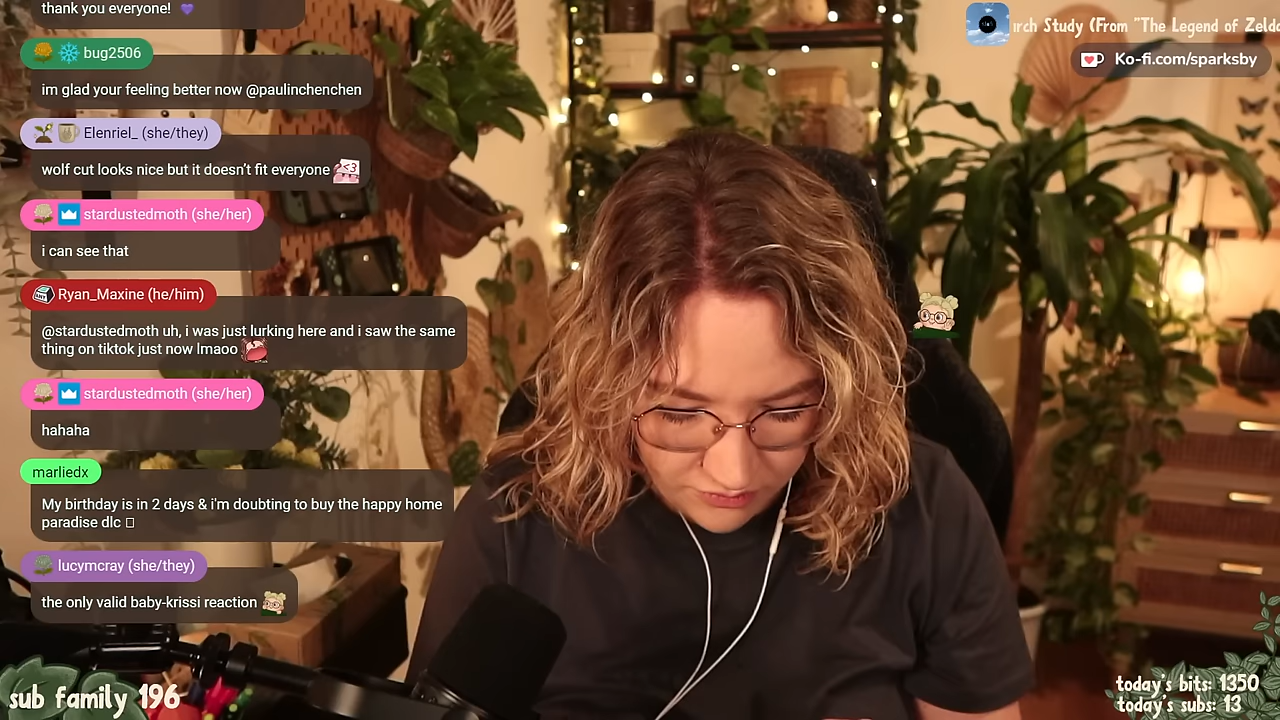 thank you everyone!
bug2506
im glad your feeling better now @paulinchenchen
Elenriel_ (she/they)
wolf cut looks nice but it doesn't fit everyone
<3
stardustedmoth (she/her)
i can see that
Ryan_Maxine (he/him)
@stardustedmoth uh, i was just lurking here and i saw the same
thing on tiktok just now lmaoo
stardustedmoth (she/her)
hahaha
marliedx
My birthday is in 2 days & i'm doubting to buy the happy home
paradise dlc
lucymcray (she/they)
the only valid baby-krissi reaction
sub family 196
irch Study (From "The Legend of Zelda
Ko-fi.com/sparksby
today's bits: 1350
today's subs: 13